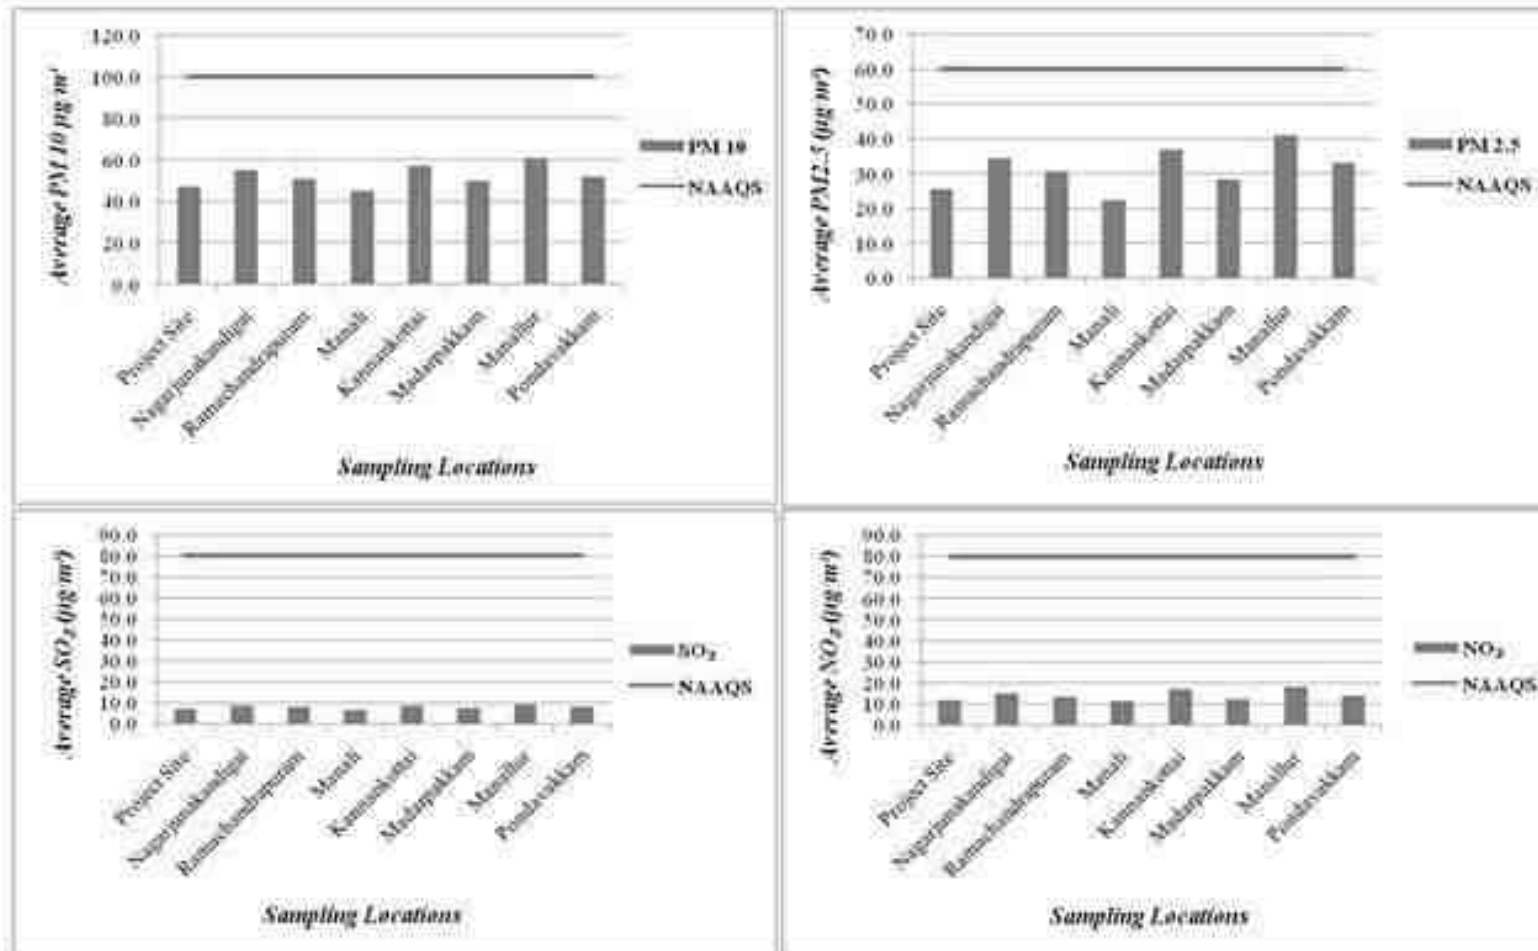 120.0
100.0
80.0
60.0
40.0
20.0
0.0
Average PM 10 µg m³
PM 10
NAAQS
Project Site
Nagarjunakandigai
Ramachandrapuram
Manali
Kannankottai
Madarpakkam
Manallur
Pondavakkam
Sampling Locations
70.0
60.0
50.0
40.0
30.0
20.0
10.0
0.0
Average PM2.5 (µg m³)
PM 2.5
NAAQS
Project Site
Nagarjunakandigai
Ramachandrapuram
Manali
Kannankottai
Madarpakkam
Manallur
Pondavakkam
Sampling Locations
90.0
80.0
70.0
60.0
50.0
40.0
30.0
20.0
10.0
0.0
Average SO₂ (µg m³)
SO₂
NAAQS
Project Site
Nagarjunakandigai
Ramachandrapuram
Manali
Kannankottai
Madarpakkam
Manallur
Pondavakkam
Sampling Locations
90.0
80.0
70.0
60.0
50.0
40.0
30.0
20.0
10.0
0.0
Average NO₂ (µg m³)
NO₂
NAAQS
Project Site
Nagarjunakandigai
Ramachandrapuram
Manali
Kannankottai
Madarpakkam
Manallur
Pondavakkam
Sampling Locations